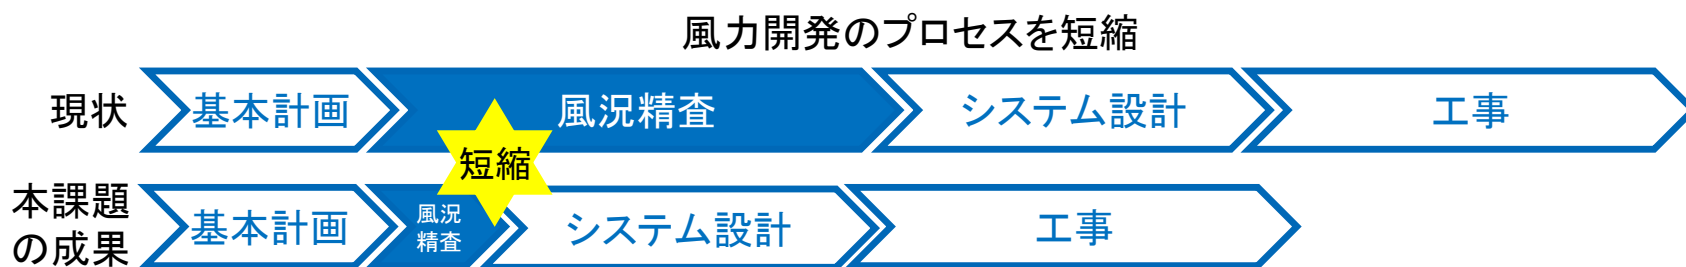 風力開発のプロセスを短縮
現状
基本計画
風況精査
システム設計
工事
短縮
本課題
の成果
基本計画
風況
精査
システム設計
工事